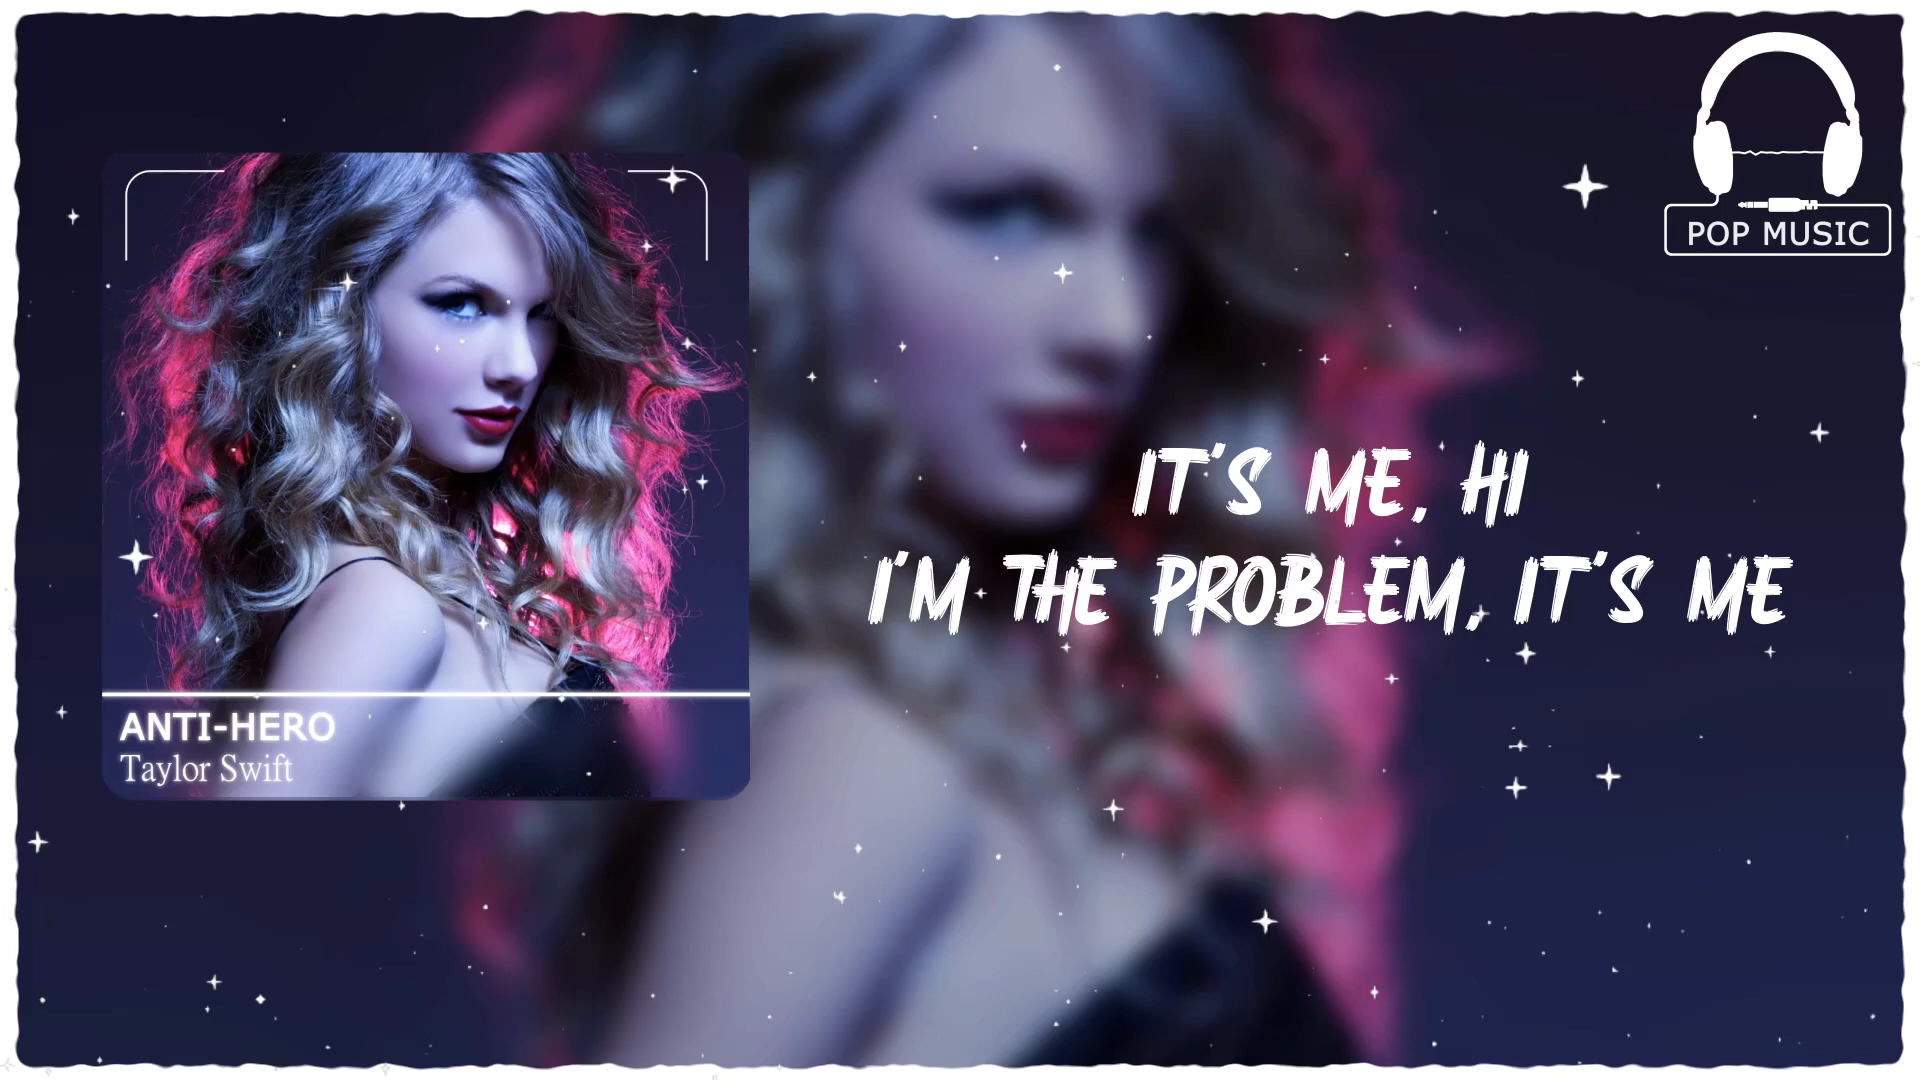 POP MUSIC
IT'S ME, HI
I'M THE PROBLEM, IT'S ME
ANTI-HERO
Taylor Swift